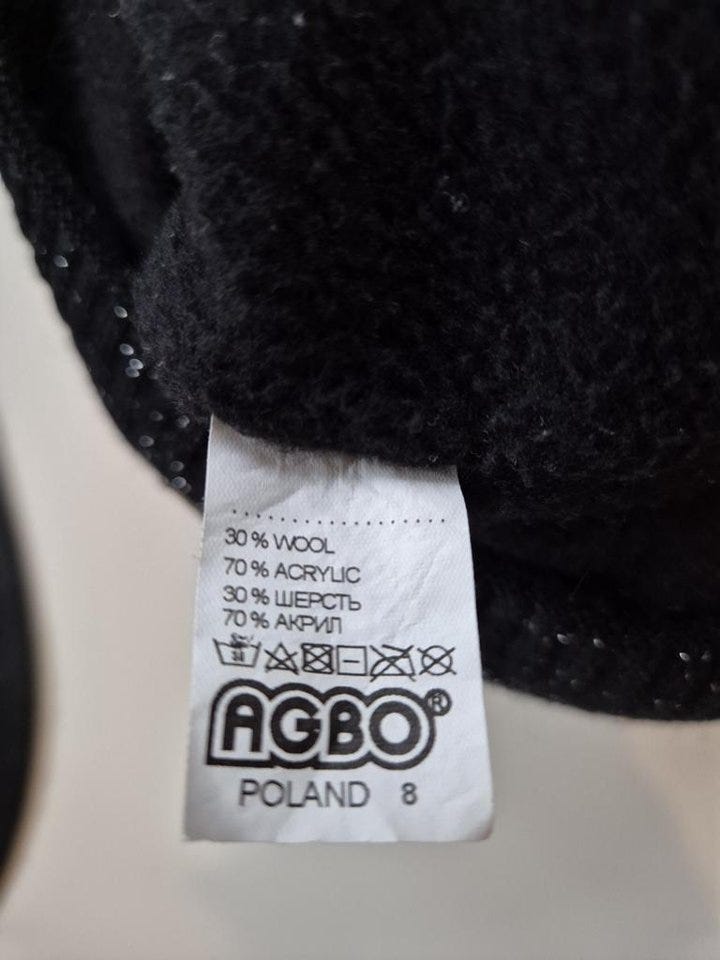 30 % WOOL
70 % ACRYLIC
30 % ШЕРСТЬ
70 % АКРИЛ
AGBO®
POLAND 8